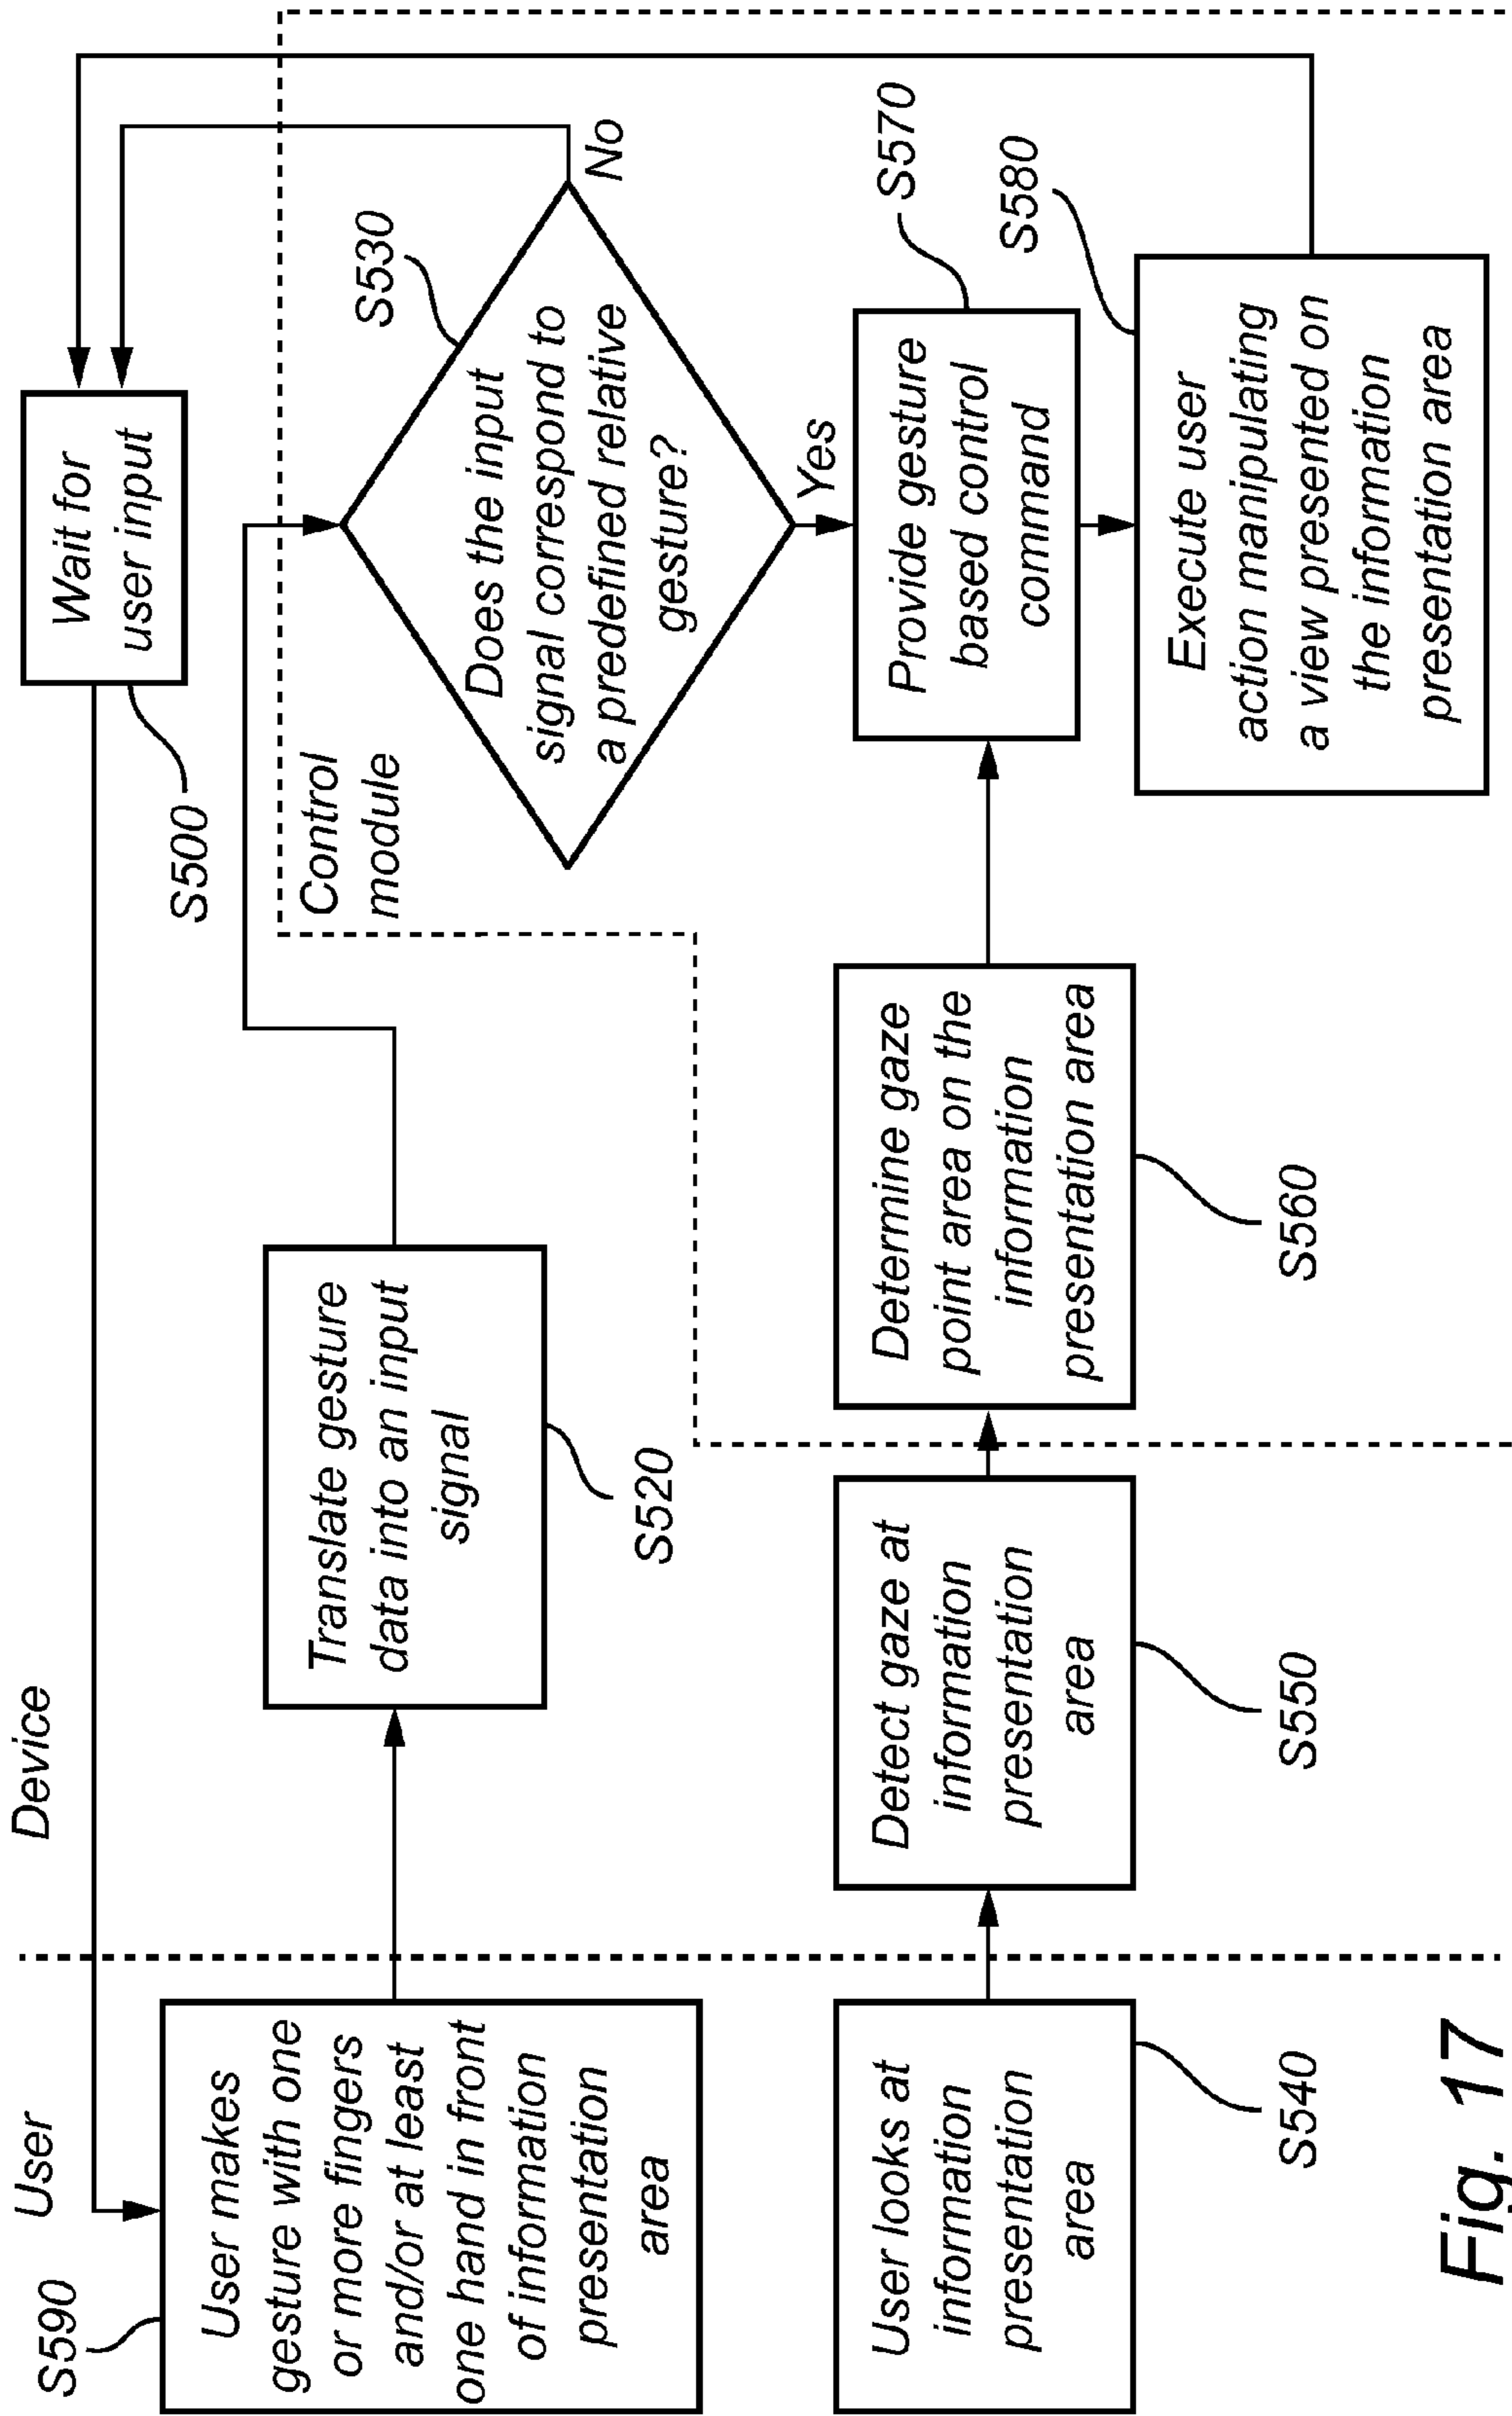 User
Device
S590
User makes
gesture with one
or more fingers
and/or at least
one hand in front
of information
presentation
area
Translate gesture
data into an input
signal
S520
S500
Wait for
user input
Control
module
S530
Does the input
signal correspond to
a predefined relative
gesture?
No
Yes
User looks at
information
presentation
area
S540
Detect gaze at
information
presentation
area
S550
Determine gaze
point area on the
information
presentation area
S560
Provide gesture
based control
command
S570
S580
Execute user
action manipulating
a view presented on
the information
presentation area
Fig. 17